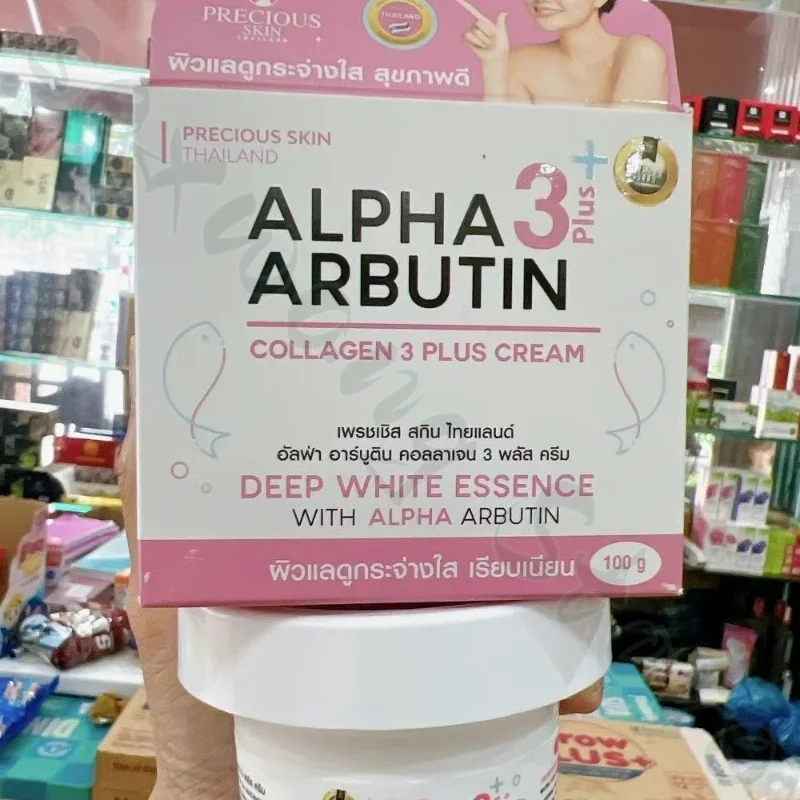 PRECIOUS
SKIN
THAILAND
THAILAND
ผิวแลดูกระจ่างใส สุขภาพดี
PRECIOUS SKIN
THAILAND
ALPHA 3 Plus+
ARBUTIN
COLLAGEN 3 PLUS CREAM
เพรชเชิส สกิน ไทยแลนด์
อัลฟ่า อาร์บูติน คอลลาเจน 3 พลัส ครีม
DEEP WHITE ESSENCE
WITH ALPHA ARBUTIN
ผิวแลดูกระจ่างใส เรียบเนียน 100 g